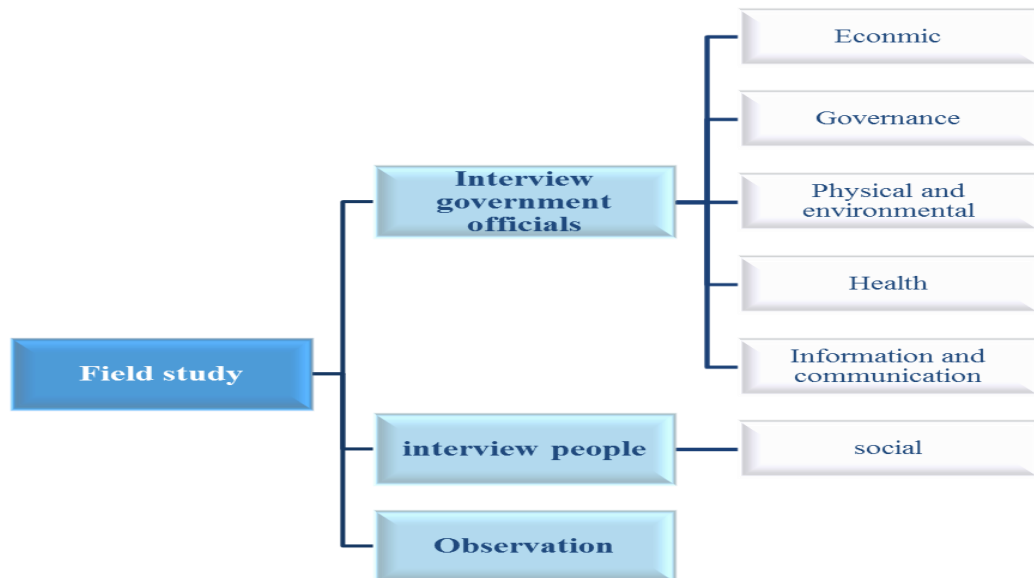 Econmic
Governance
Interview
government
officials
Physical and
environmental
Health
Field study
Information and
communication
interview people
social
Observation